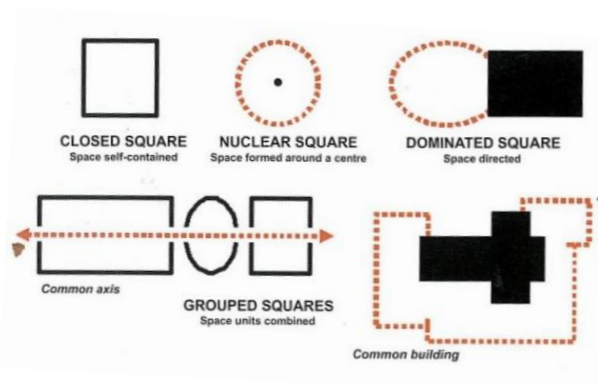 CLOSED SQUARE
Space self-contained
NUCLEAR SQUARE
Space formed around a centre
DOMINATED SQUARE
Space directed
Common axis
GROUPED SQUARES
Space units combined
Common building